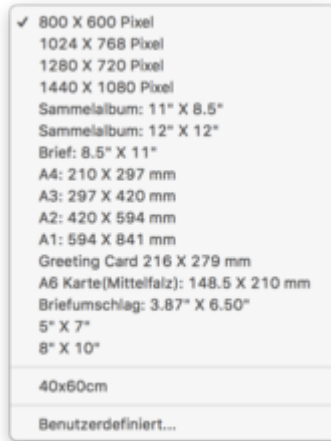 ✓ 800 X 600 Pixel
1024 X 768 Pixel
1280 X 720 Pixel
1440 X 1080 Pixel
Sammelalbum: 11" X 8.5"
Sammelalbum: 12" X 12"
Brief: 8.5" X 11"
A4: 210 X 297 mm
A3: 297 X 420 mm
A2: 420 X 594 mm
A1: 594 X 841 mm
Greeting Card 216 X 279 mm
A6 Karte(Mittelfalz): 148.5 X 210 mm
Briefumschlag: 3.87" X 6.50"
5" X 7"
8" X 10"
40x60cm
Benutzerdefiniert...